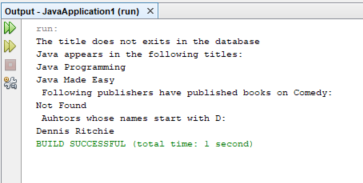 Output - JavaApplication1 (run) ×
run:
The title does not exits in the database
Java appears in the following titles:
Java Programming
Java Made Easy
Following publishers have published books on Comedy:
Not Found
Auhtors whose names start with D:
Dennis Ritchie
BUILD SUCCESSFUL (total time: 1 second)